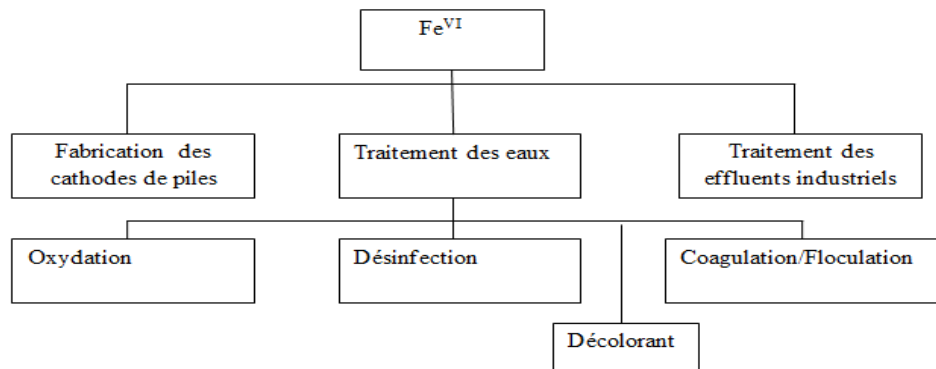 Fe^VI
Fabrication des
cathodes de piles
Traitement des eaux
Traitement des
effluents industriels
Oxydation
Désinfection
Coagulation/Floculation
Décolorant